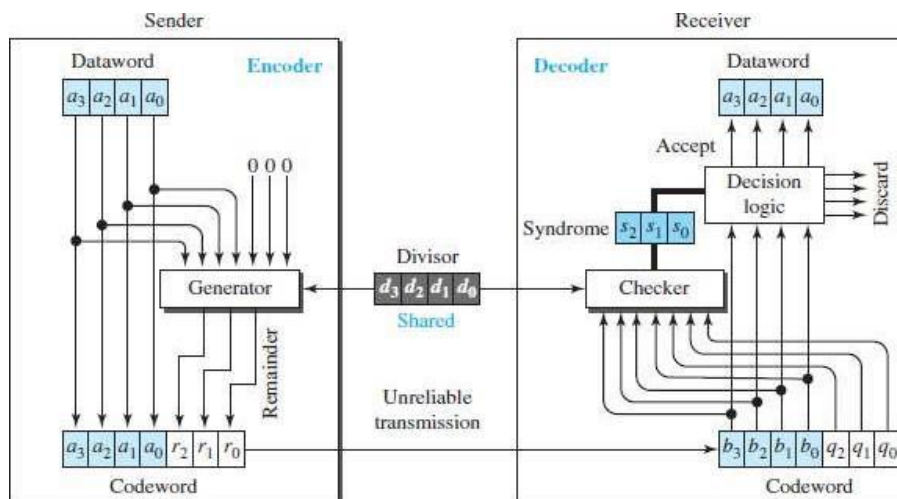 Sender
Receiver
Dataword
Encoder
a3 a2 a1 a0
0 0 0
Generator
Remainder
a3 a2 a1 a0 r2 r1 r0
Codeword
Divisor
d3 d2 d1 d0
Shared
Unreliable
transmission
Decoder
Dataword
a3 a2 a1 a0
Accept
Decision
logic
Discard
Syndrome
s2 s1 s0
Checker
b3 b2 b1 b0 q2 q1 q0
Codeword